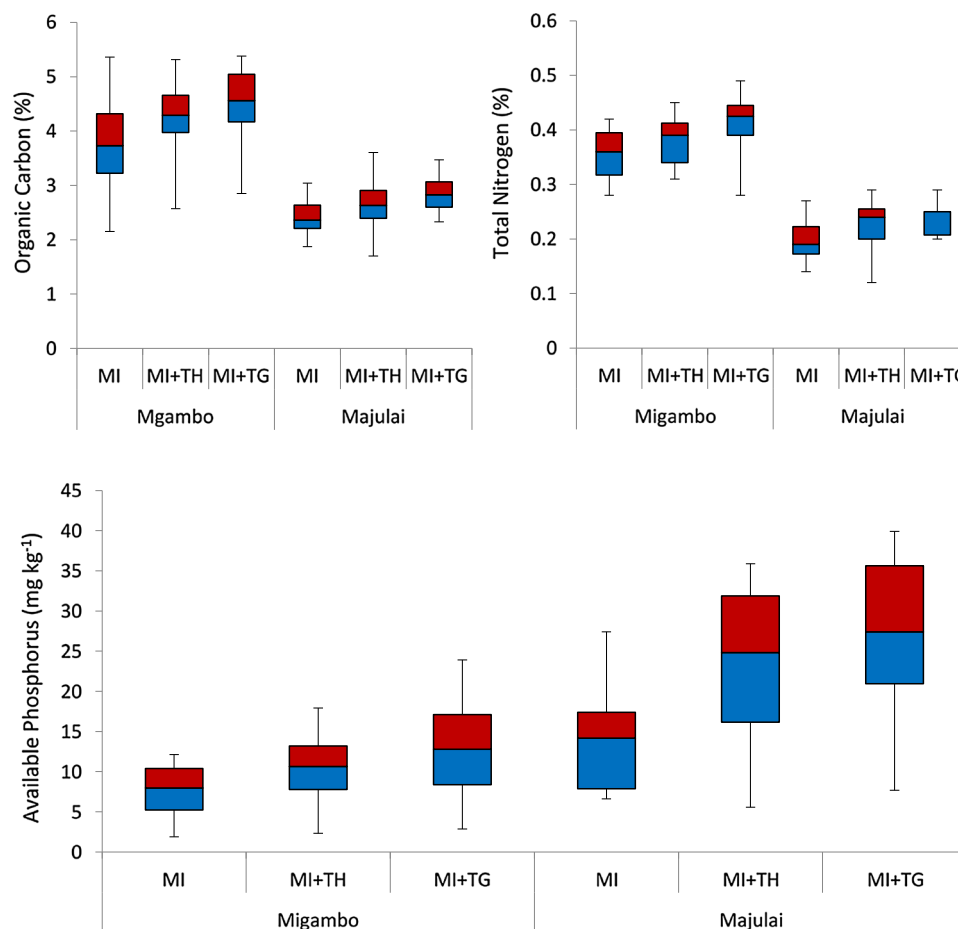 Organic Carbon (%)
6
5
4
3
2
1
0
MI MI+TH MI+TG MI MI+TH MI+TG
Mgambo Majulai
Total Nitrogen (%)
0.6
0.5
0.4
0.3
0.2
0.1
0
MI MI+TH MI+TG MI MI+TH MI+TG
Migambo Majulai
Available Phosphorus (mg kg⁻¹)
45
40
35
30
25
20
15
10
5
0
MI MI+TH MI+TG MI MI+TH MI+TG
Migambo Majulai